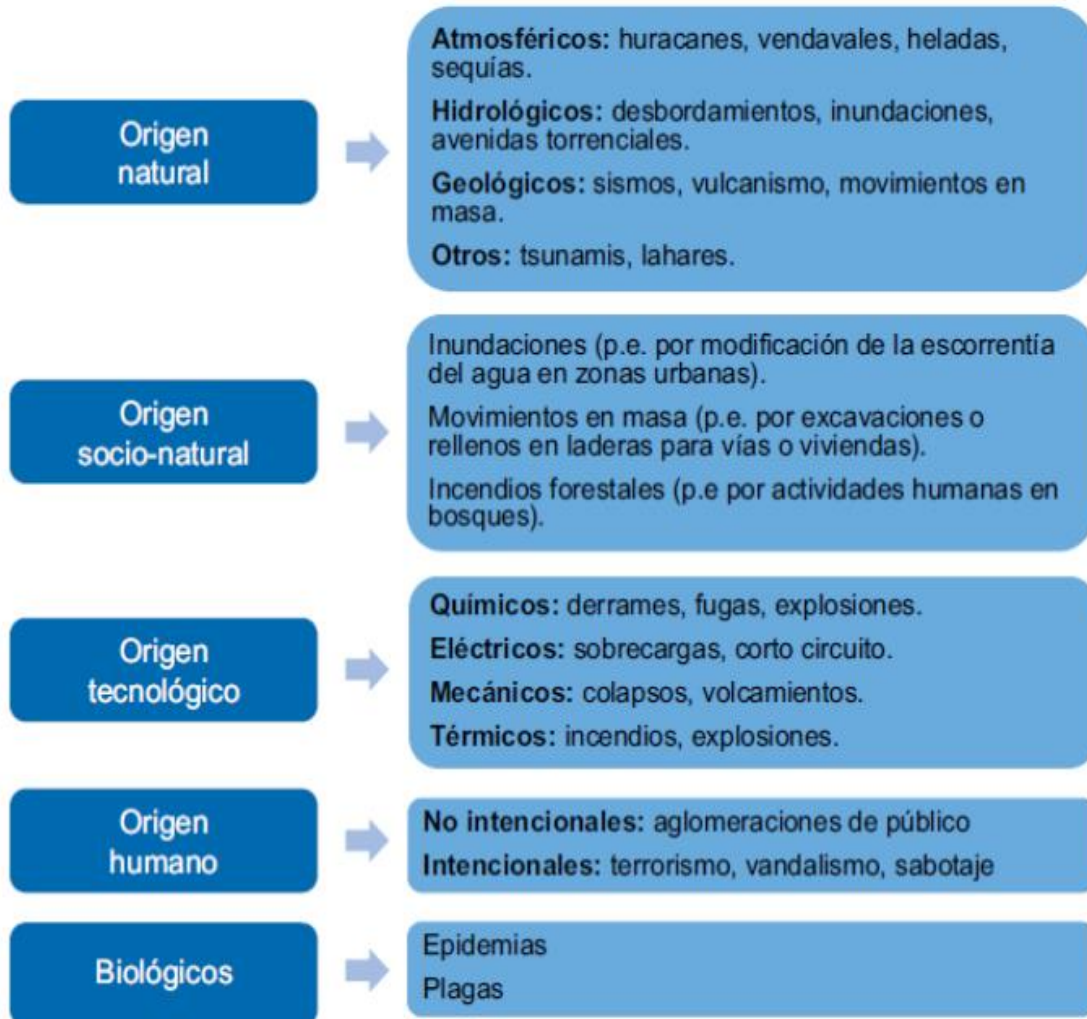 Origen
natural
Atmosféricos: huracanes, vendavales, heladas,
sequías.
Hidrológicos: desbordamientos, inundaciones,
avenidas torrenciales.
Geológicos: sismos, vulcanismo, movimientos en
masa.
Otros: tsunamis, lahares.
Origen
socio-natural
Inundaciones (p.e. por modificación de la escorrentía
del agua en zonas urbanas).
Movimientos en masa (p.e. por excavaciones o
rellenos en laderas para vías o viviendas).
Incendios forestales (p.e por actividades humanas en
bosques).
Origen
tecnológico
Químicos: derrames, fugas, explosiones.
Eléctricos: sobrecargas, corto circuito.
Mecánicos: colapsos, volcamientos.
Térmicos: incendios, explosiones.
Origen
humano
No intencionales: aglomeraciones de público
Intencionales: terrorismo, vandalismo, sabotaje
Biológicos
Epidemias
Plagas